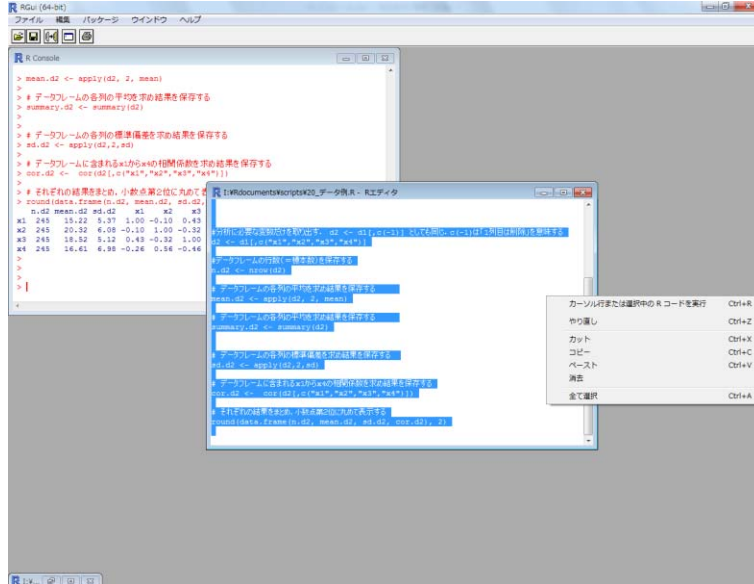 RGui (64-bit)
ファイル 編集 パッケージ ウインドウ ヘルプ
R Console
> mean.d2 <- apply(d2, 2, mean)
>
> # データフレームの各列の平均を求め結果を保存する
> summary.d2 <- summary(d2)
>
>
> # データフレームの各列の標準偏差を求め結果を保存する
> sd.d2 <- apply(d2,2,sd)
>
> # データフレームに含まれるx1からx4の相関係数を求め結果を保存する
> cor.d2 <- cor(d2[,c("x1","x2","x3","x4")])
>
> # それぞれの結果をまとめ、小数点第2位に丸めて
> round(data.frame(n.d2, mean.d2, sd.d2,
n.d2 mean.d2 sd.d2 x1 x2 x3
x1 245 15.22 5.37 1.00 -0.10 0.43
x2 245 20.32 6.08 -0.10 1.00 -0.32
x3 245 18.52 5.12 0.43 -0.32 1.00
x4 245 16.61 6.98 -0.26 0.56 -0.46
>
>
>
>
I:¥Rdocuments¥scripts¥20_データ例.R - Rエディタ
#分析に必要な変数だけを取り出す。 d2 <- d1[,c(-1)] としても同じ。c(-1)は「1列目は削除」を意味する
d2 <- d1[,c("x1","x2","x3","x4")]
#データフレームの行数(=標本数)を保存する
n.d2 <- nrow(d2)
# データフレームの各列の平均を求め結果を保存する
mean.d2 <- apply(d2, 2, mean)
# データフレームの各列の平均を求め結果を保存する
summary.d2 <- summary(d2)
# データフレームの各列の標準偏差を求め結果を保存する
sd.d2 <- apply(d2,2,sd)
# データフレームに含まれるx1からx4の相関係数を求め結果を保存する
cor.d2 <- cor(d2[,c("x1","x2","x3","x4")])
# それぞれの結果をまとめ、小数点第2位に丸めて表示する
round(data.frame(n.d2, mean.d2, sd.d2, cor.d2), 2)
カーソル行または選択中の R コードを実行 Ctrl+R
やり直し Ctrl+Z
カット Ctrl+X
コピー Ctrl+C
ペースト Ctrl+V
消去
全て選択 Ctrl+A
I:¥...